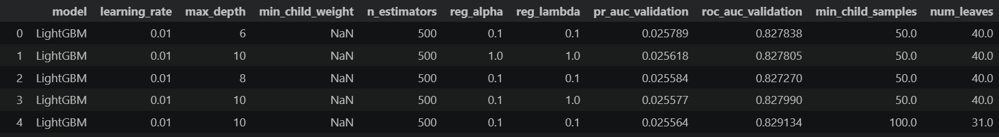 model learning_rate max_depth min_child_weight n_estimators reg_alpha reg_lambda pr_auc_validation roc_auc_validation min_child_samples num_leaves
0 LightGBM 0.01 6 NaN 500 0.1 0.1 0.025789 0.827838 50.0 40.0
1 LightGBM 0.01 10 NaN 500 1.0 1.0 0.025618 0.827805 50.0 40.0
2 LightGBM 0.01 8 NaN 500 0.1 0.1 0.025584 0.827270 50.0 40.0
3 LightGBM 0.01 10 NaN 500 0.1 1.0 0.025577 0.827990 50.0 40.0
4 LightGBM 0.01 10 NaN 500 0.1 0.1 0.025564 0.829134 100.0 31.0